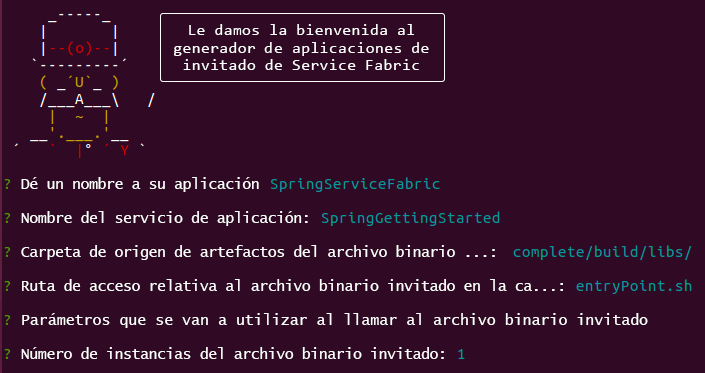 Le damos la bienvenida al
generador de aplicaciones de
invitado de Service Fabric
? Dé un nombre a su aplicación SpringServiceFabric
? Nombre del servicio de aplicación: SpringGettingStarted
? Carpeta de origen de artefactos del archivo binario ...: complete/build/libs/
? Ruta de acceso relativa al archivo binario invitado en la ca...: entryPoint.sh
? Parámetros que se van a utilizar al llamar al archivo binario invitado
? Número de instancias del archivo binario invitado: 1